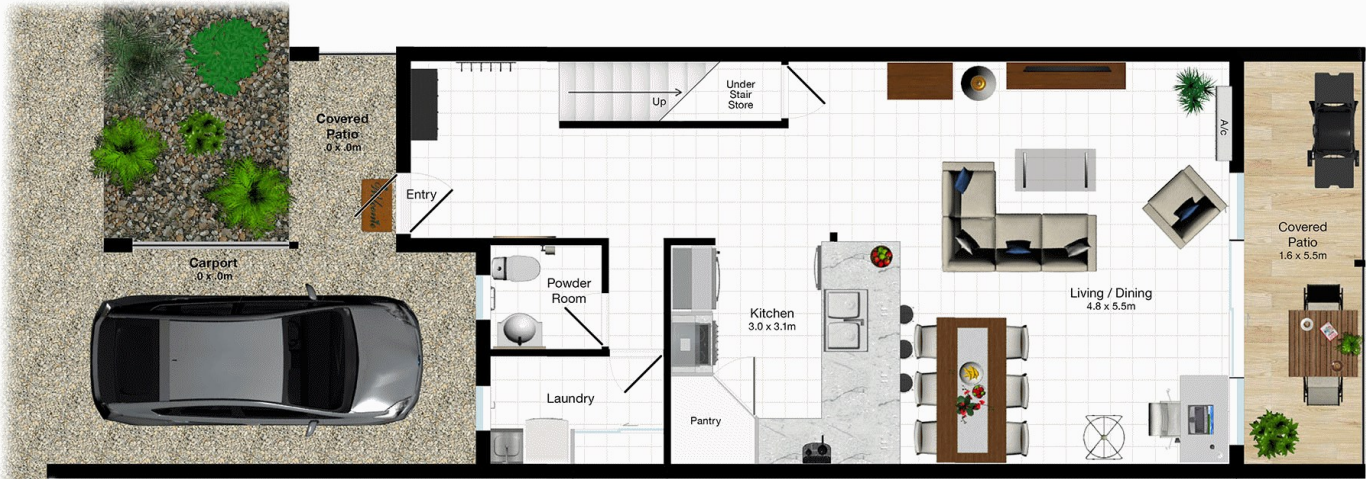 Covered
Patio
.0 x .0m
Up
Under
Stair
Store
A/c
Entry
Carport
.0 x .0m
Powder
Room
Laundry
Kitchen
3.0 x 3.1m
Pantry
Living / Dining
4.8 x 5.5m
Covered
Patio
1.6 x 5.5m